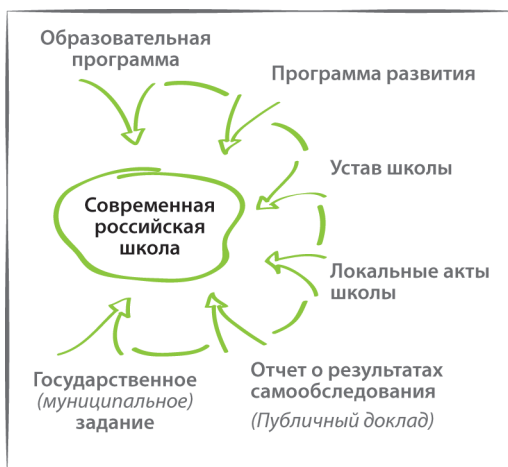 Образовательная
программа
Программа развития
Устав школы
Современная
российская
школа
Локальные акты
школы
Государственное
(муниципальное)
задание
Отчет о результатах
самообследования
(Публичный доклад)